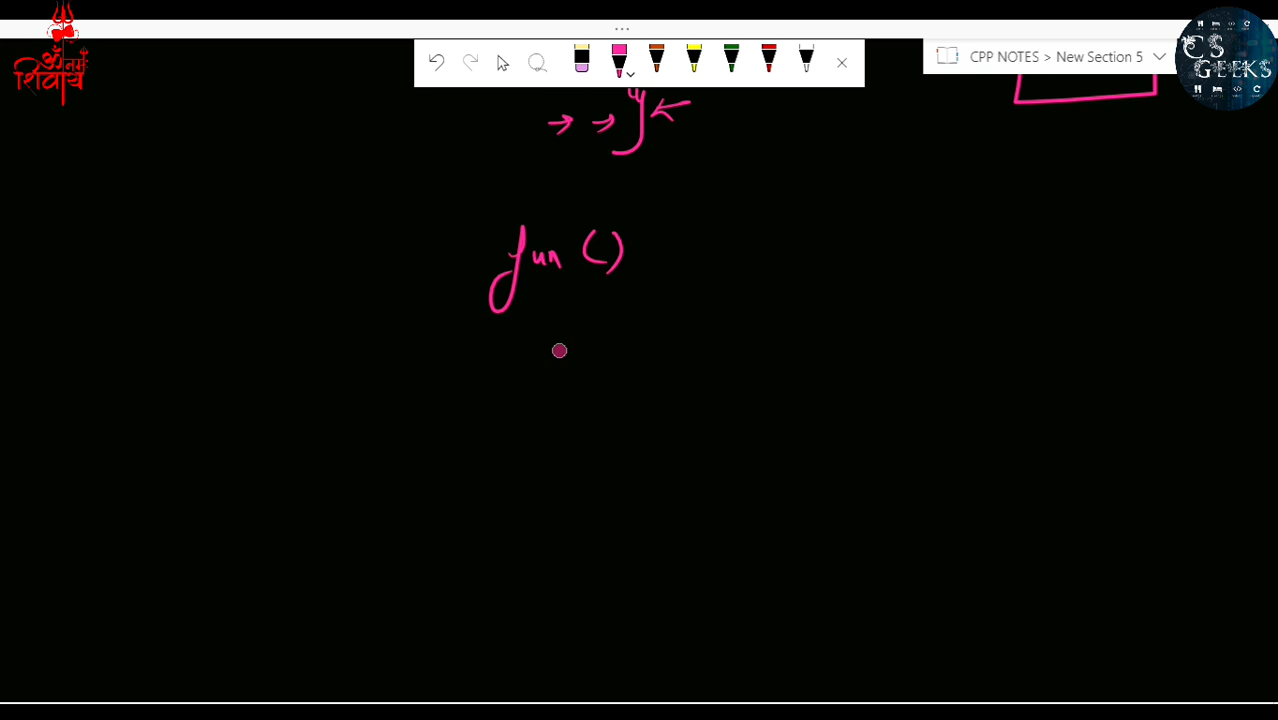 ॐ नमः
शिवाय
CPP NOTES > New Section 5
CS
GEEKS
fun ()